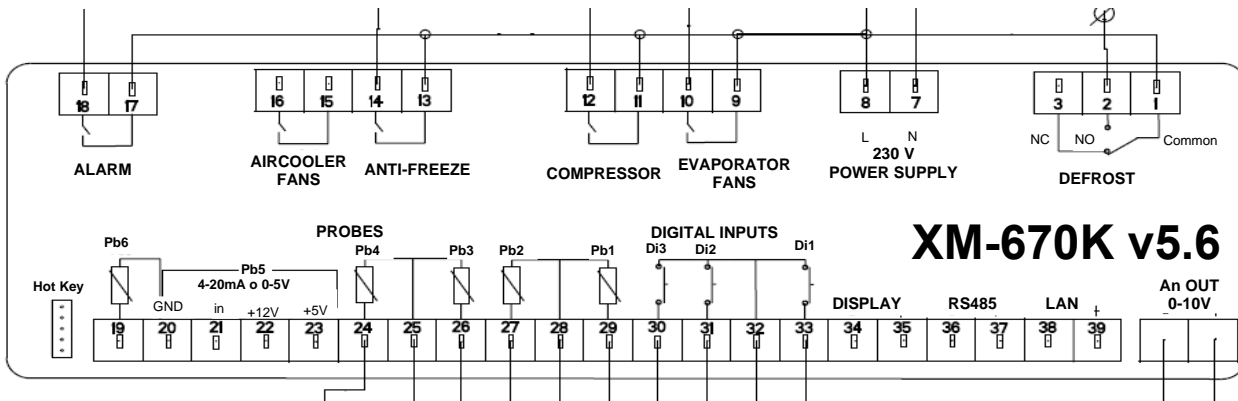 18 17 16 15 14 13 12 11 10 9 8 7 3 2 1
L N NC NO Common
ALARM
AIRCOOLER
FANS
ANTI-FREEZE
COMPRESSOR
EVAPORATOR
FANS
230 V
POWER SUPPLY
DEFROST
XM-670K v5.6
PROBES
DIGITAL INPUTS
Pb6 Pb4 Pb3 Pb2 Pb1 Di3 Di2 Di1
Pb5
4-20mA o 0-5V
Hot Key
GND in +12V +5V
DISPLAY RS485 LAN +
An OUT
0-10V
19 20 21 22 23 24 25 26 27 28 29 30 31 32 33 34 35 36 37 38 39